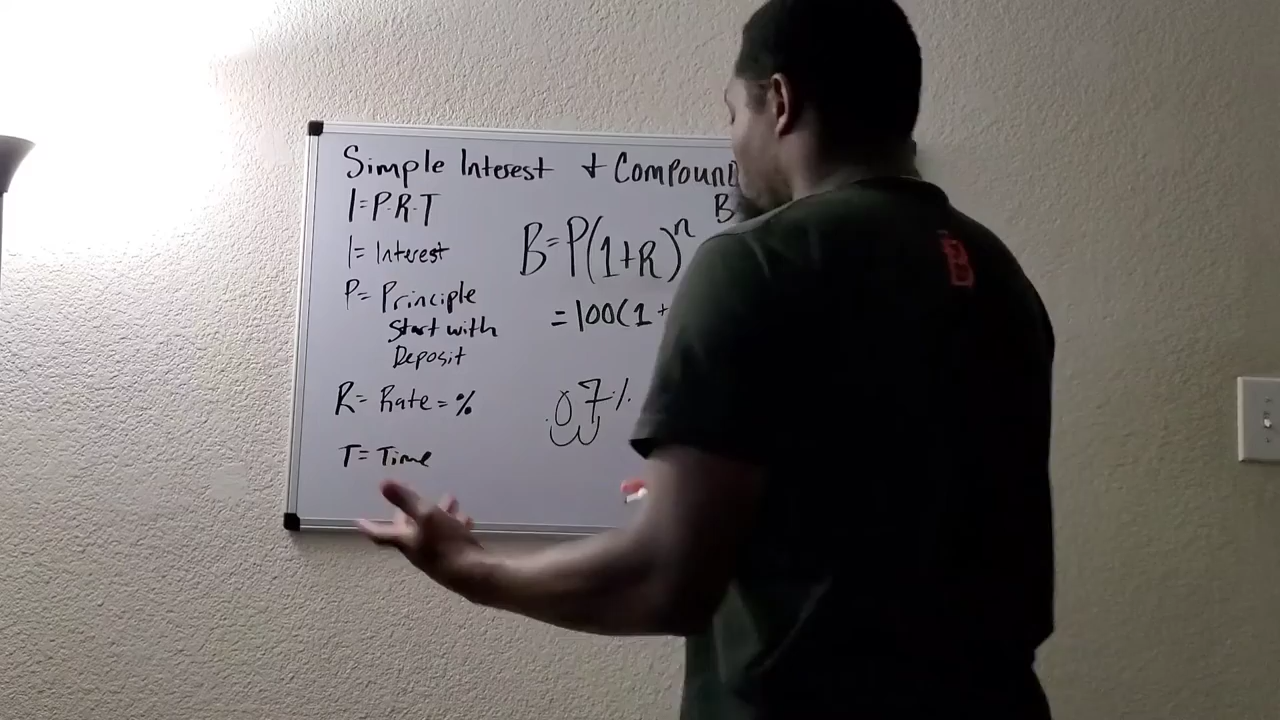 Simple Interest + Compound
I=P·R·T
I= Interest
P= Principle
Start with
Deposit
R= Rate = %
T= Time
B
B=P(1+R)^n
=100(1+
.07.%